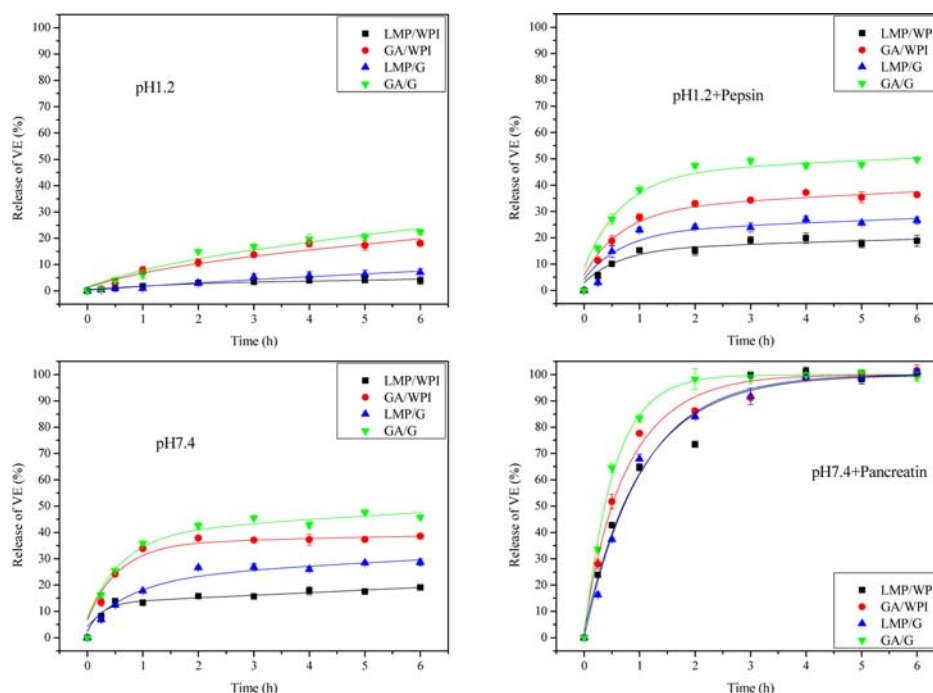 100
90
80
70
60
50
40
30
20
10
0
Release of VE (%)
LMP/WPI
GA/WPI
LMP/G
GA/G
pH1.2
0 1 2 3 4 5 6
Time (h)
100
90
80
70
60
50
40
30
20
10
0
Release of VE (%)
LMP/WPI
GA/WPI
LMP/G
GA/G
pH1.2+Pepsin
0 1 2 3 4 5 6
Time (h)
100
90
80
70
60
50
40
30
20
10
0
Release of VE (%)
LMP/WPI
GA/WPI
LMP/G
GA/G
pH7.4
0 1 2 3 4 5 6
Time (h)
100
90
80
70
60
50
40
30
20
10
0
Release of VE (%)
pH7.4+Pancreatin
LMP/WPI
GA/WPI
LMP/G
GA/G
0 1 2 3 4 5 6
Time (h)